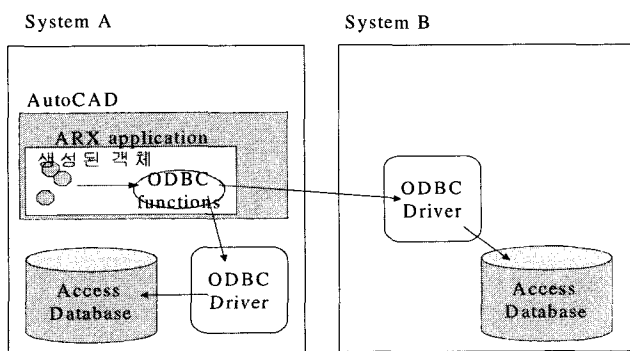 System A
System B
AutoCAD
ARX application
생성된 객체
ODBC
functions
ODBC
Driver
Access
Database
ODBC
Driver
Access
Database